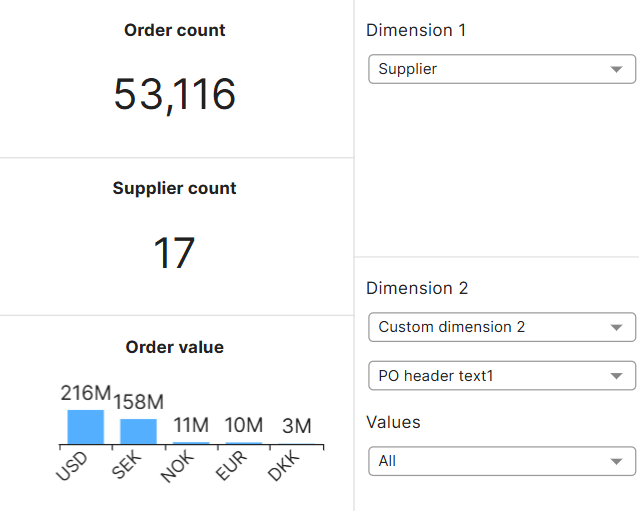 Order count
53,116
Supplier count
17
Order value
216M 158M 11M 10M 3M
USD SEK NOK EUR DKK
Dimension 1
Supplier
Dimension 2
Custom dimension 2
PO header text1
Values
All